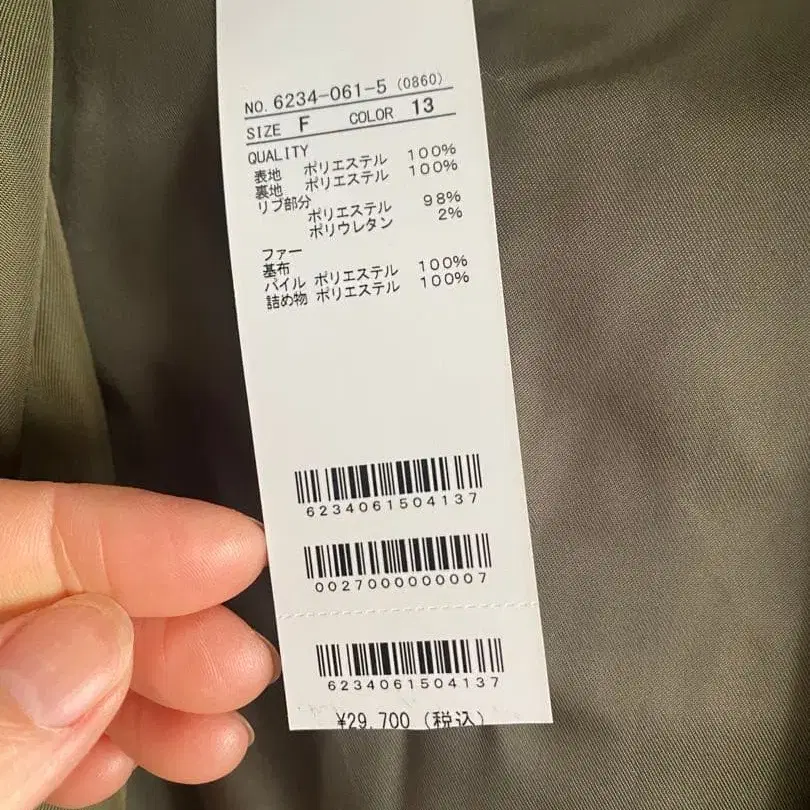 NO. 6234-061-5 (0860)
SIZE F COLOR 13
QUALITY
表地 ポリエステル 100%
裏地 ポリエステル 100%
リブ部分
ポリエステル 98%
ポリウレタン 2%
ファー
基布
パイル ポリエステル 100%
詰め物 ポリエステル 100%
6234061504137
0027000000007
6234061504137
¥29,700 (税込)